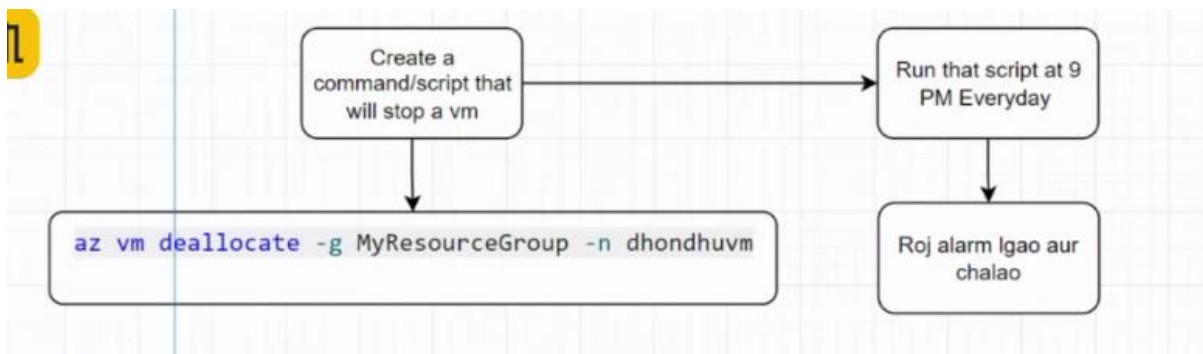 Create a
command/script that
will stop a vm
Run that script at 9
PM Everyday
az vm deallocate -g MyResourceGroup -n dhondhuvm
Roj alarm lgao aur
chalao